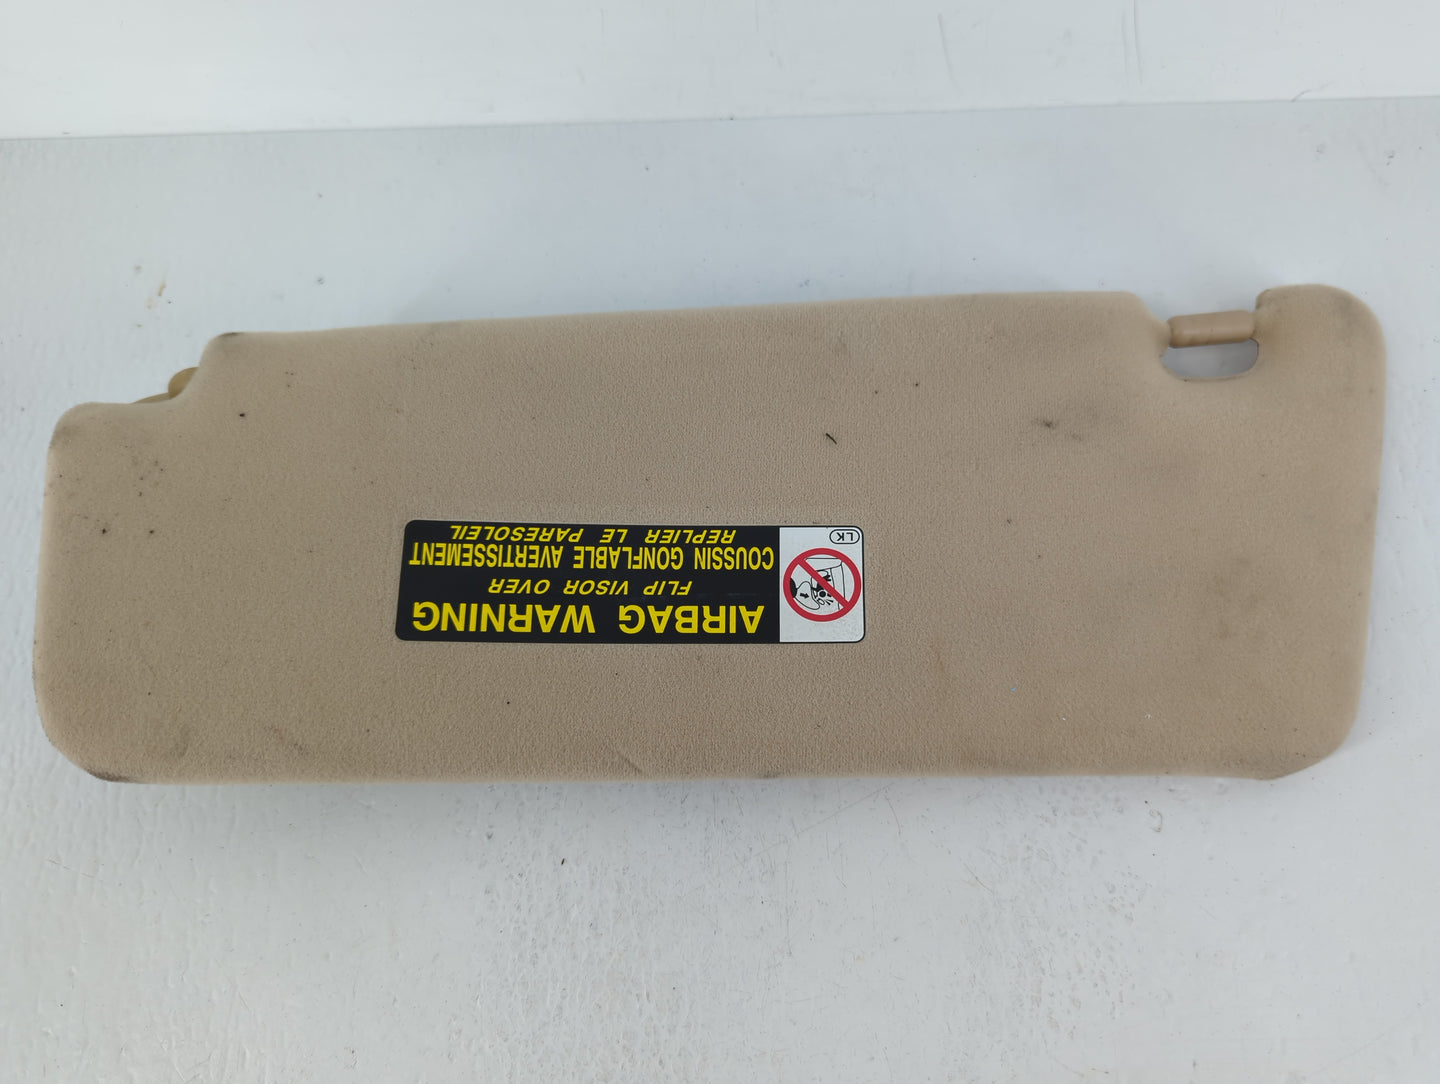 AIRBAG WARNING
FLIP VISOR OVER
COUSSIN GONFLABLE AVERTISSEMENT
REPLIER LE PARESOLEIL
LK